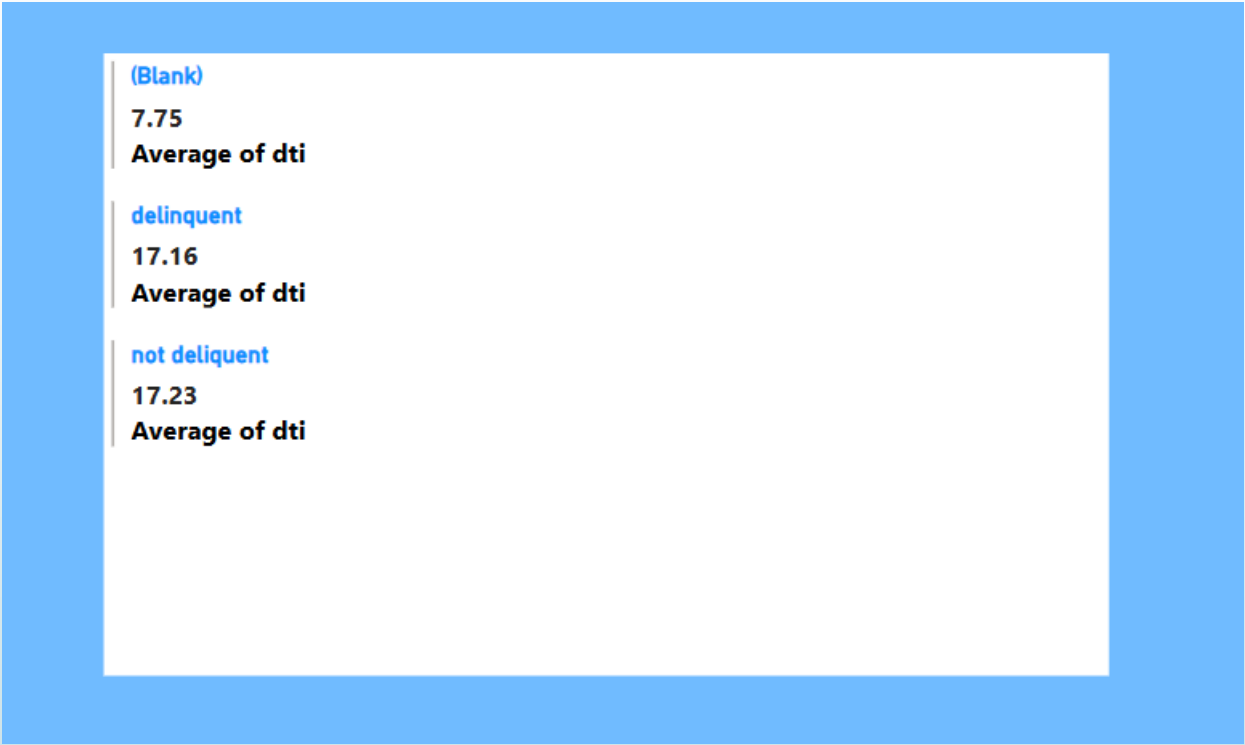 (Blank)
7.75
Average of dti
delinquent
17.16
Average of dti
not deliquent
17.23
Average of dti